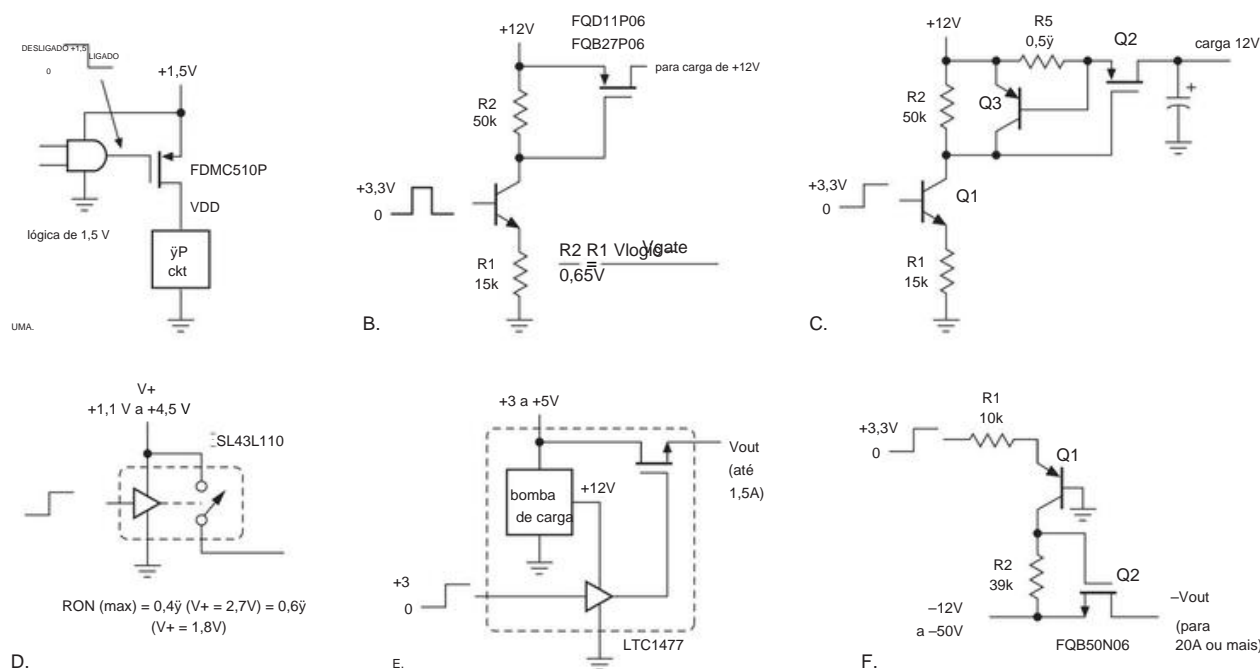 DESLIGADO +1,5
LIGADO
0
+1,5V
FDMC510P
VDD
lógica de 1,5 V
ÿP
ckt
UMA.
FQD11P06
FQB27P06
+12V
para carga de +12V
R2
50k
+3,3V
0
R1
15k
R2 R1 Vlogic – Vgate
0,65V
=
B.
+12V
R5
0,5ÿ
Q2
carga 12V
+
Q3
R2
50k
+3,3V
0
Q1
R1
15k
C.
V+
+1,1 V a +4,5 V
SL43L110
RON (max) = 0,4ÿ (V+ = 2,7V) = 0,6ÿ
(V+ = 1,8V)
D.
+3 a +5V
bomba
de carga
+12V
Vout
(até
1,5A)
+3
0
LTC1477
E.
R1
10k
+3,3V
0
Q1
R2
39k
Q2
–12V
a –50V
–Vout
(para
20A ou mais)
FQB50N06
F.